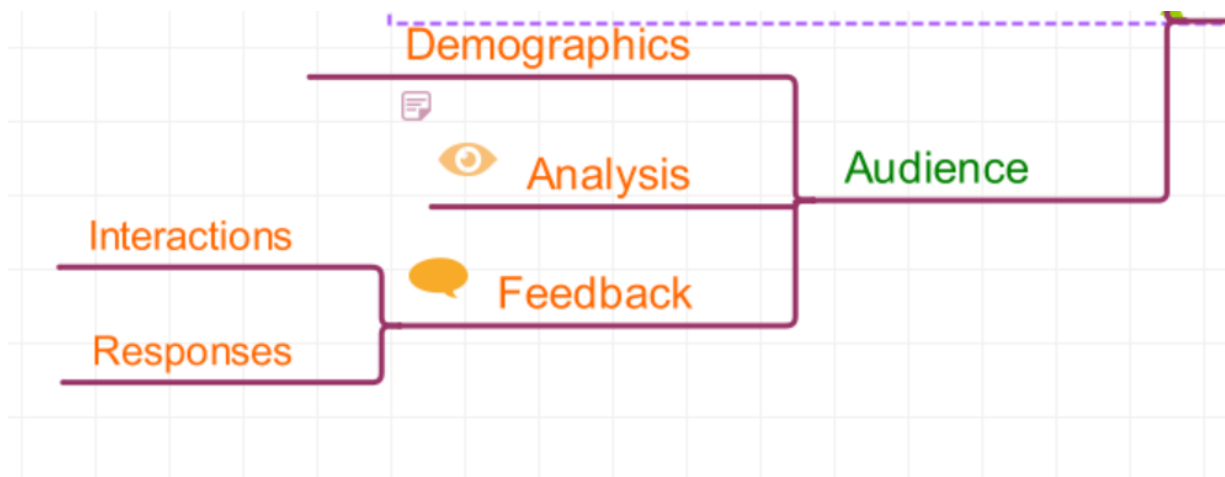 Demographics
Analysis
Audience
Interactions
Feedback
Responses